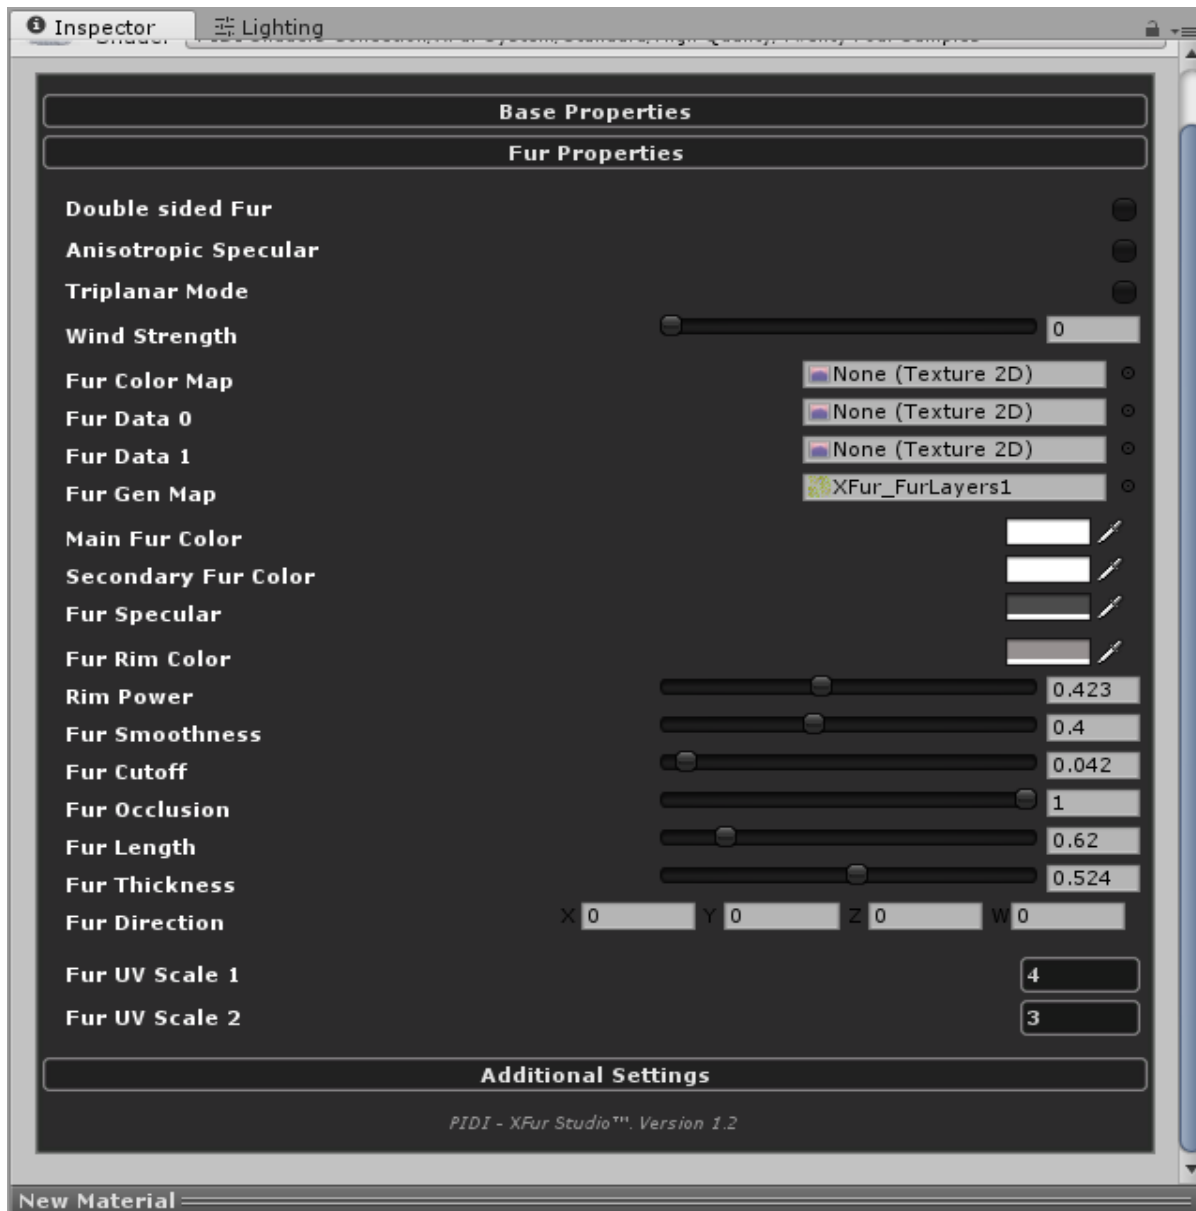 Inspector
Lighting
Shader
Base Properties
Fur Properties
Double sided Fur
Anisotropic Specular
Triplanar Mode
Wind Strength 0
Fur Color Map None (Texture 2D)
Fur Data 0 None (Texture 2D)
Fur Data 1 None (Texture 2D)
Fur Gen Map XFur_FurLayers1
Main Fur Color
Secondary Fur Color
Fur Specular
Fur Rim Color
Rim Power 0.423
Fur Smoothness 0.4
Fur Cutoff 0.042
Fur Occlusion 1
Fur Length 0.62
Fur Thickness 0.524
Fur Direction X 0 Y 0 Z 0 W 0
Fur UV Scale 1 4
Fur UV Scale 2 3
Additional Settings
PIDI - XFur Studio™. Version 1.2
New Material